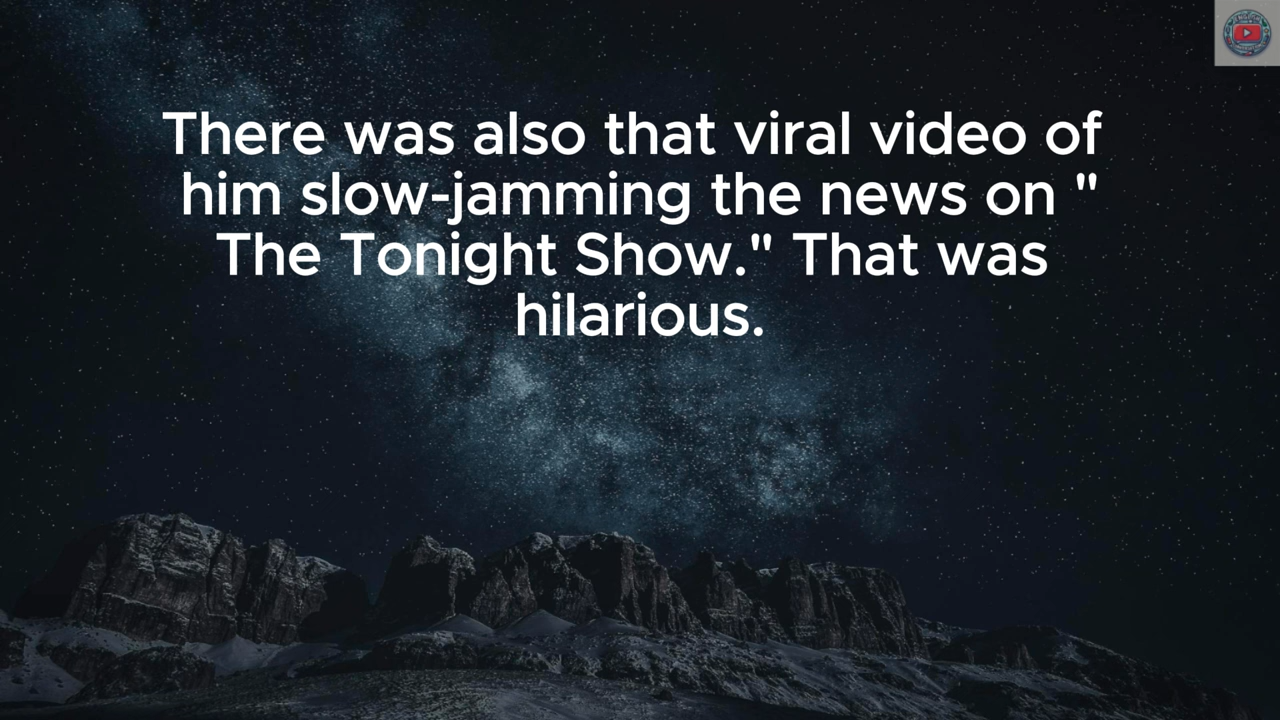 There was also that viral video of
him slow-jamming the news on "
The Tonight Show." That was
hilarious.